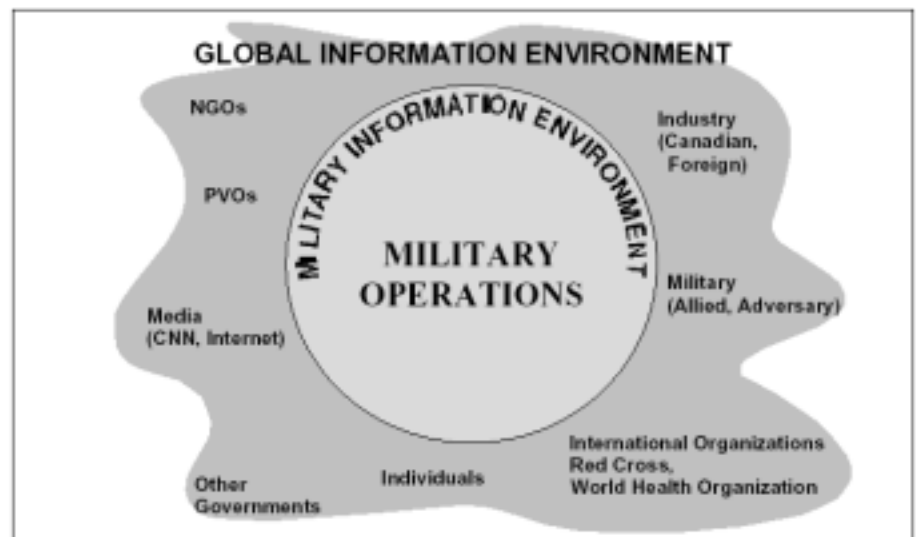 GLOBAL INFORMATION ENVIRONMENT
NGOs
PVOs
Media
(CNN, Internet)
Other
Governments
MILITARY INFORMATION ENVIRONMENT
MILITARY
OPERATIONS
Individuals
Industry
(Canadian,
Foreign)
Military
(Allied, Adversary)
International Organizations
Red Cross,
World Health Organization